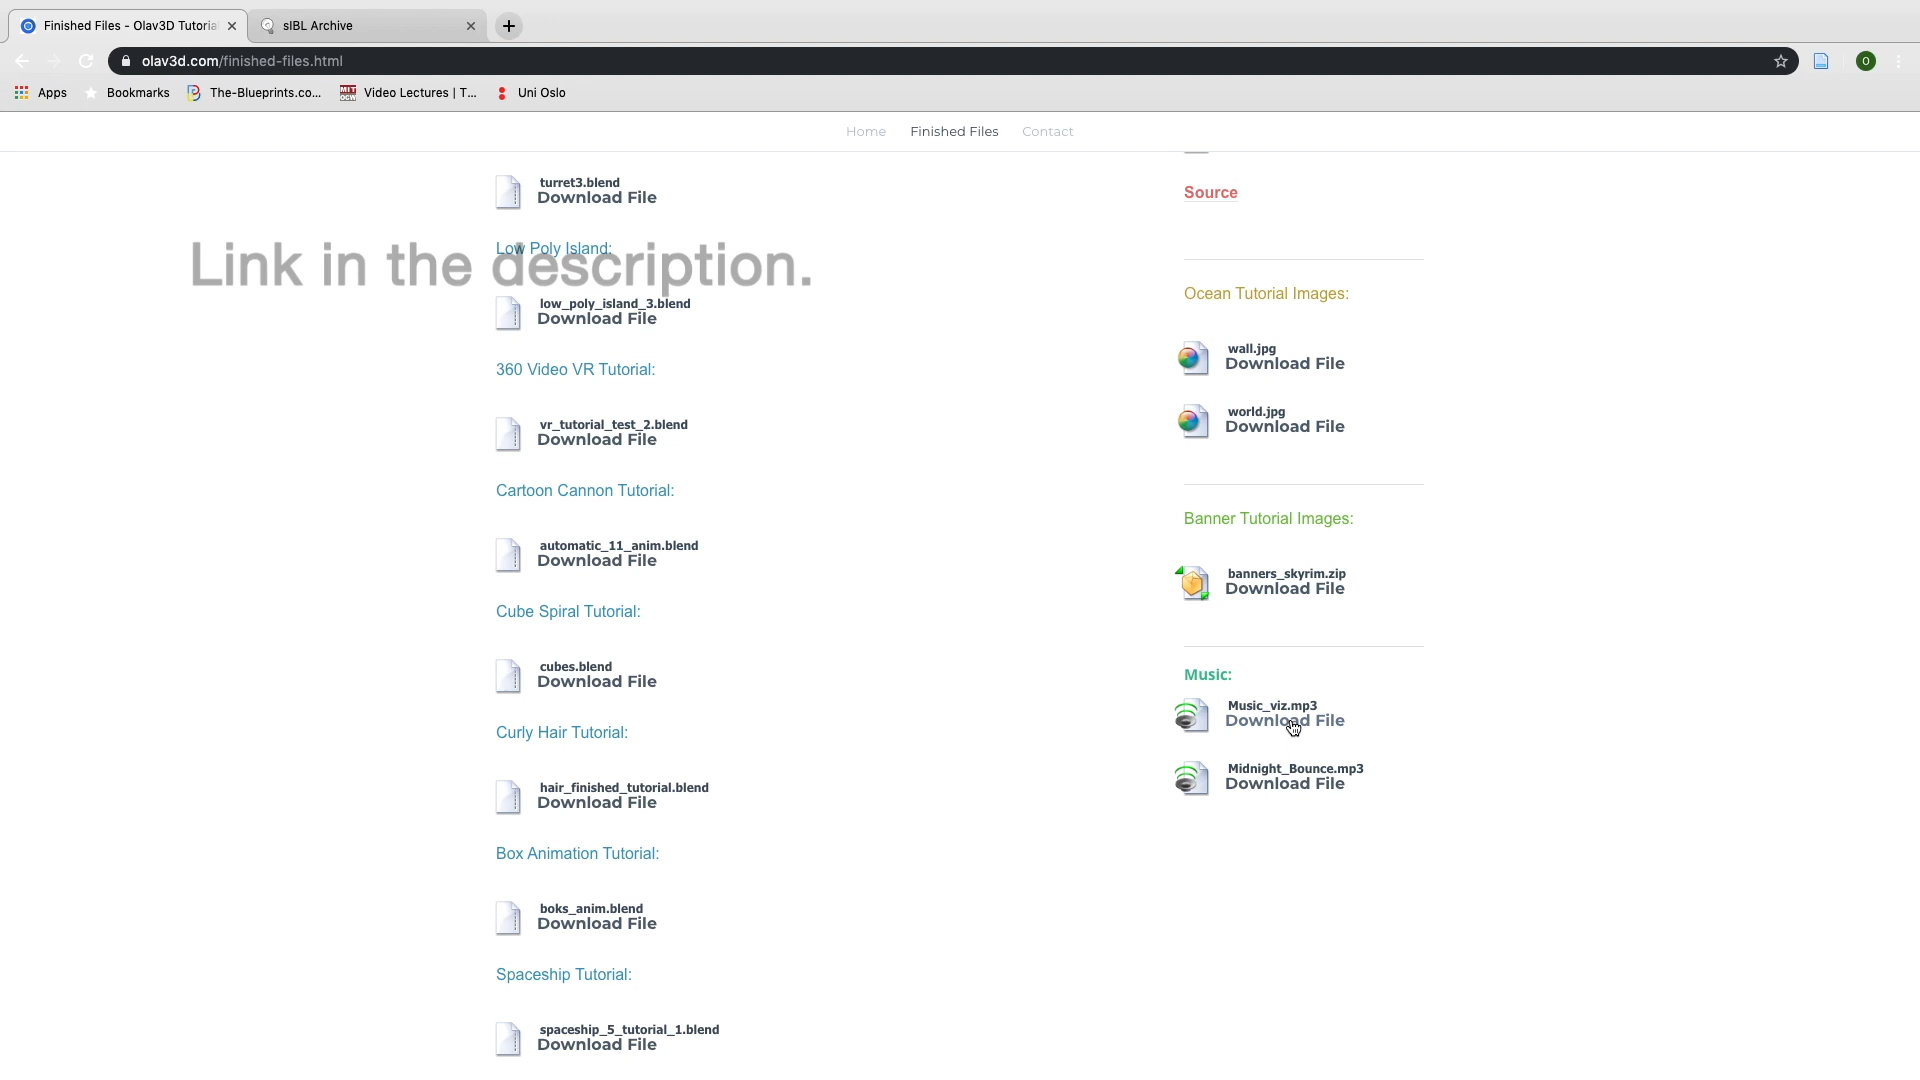 Finished Files - Olav3D Tutoria
sIBL Archive
olav3d.com/finished-files.html
O
Apps
Bookmarks
The-Blueprints.co...
MIT
OCW
Video Lectures | T...
Uni Oslo
Home
Finished Files
Contact
turret3.blend
Download File
Low Poly Island:
Link in the description.
low_poly_island_3.blend
Download File
360 Video VR Tutorial:
vr_tutorial_test_2.blend
Download File
Cartoon Cannon Tutorial:
automatic_11_anim.blend
Download File
Cube Spiral Tutorial:
cubes.blend
Download File
Curly Hair Tutorial:
hair_finished_tutorial.blend
Download File
Box Animation Tutorial:
boks_anim.blend
Download File
Spaceship Tutorial:
spaceship_5_tutorial_1.blend
Download File
Source
Ocean Tutorial Images:
wall.jpg
Download File
world.jpg
Download File
Banner Tutorial Images:
banners_skyrim.zip
Download File
Music:
Music_viz.mp3
Download File
Midnight_Bounce.mp3
Download File